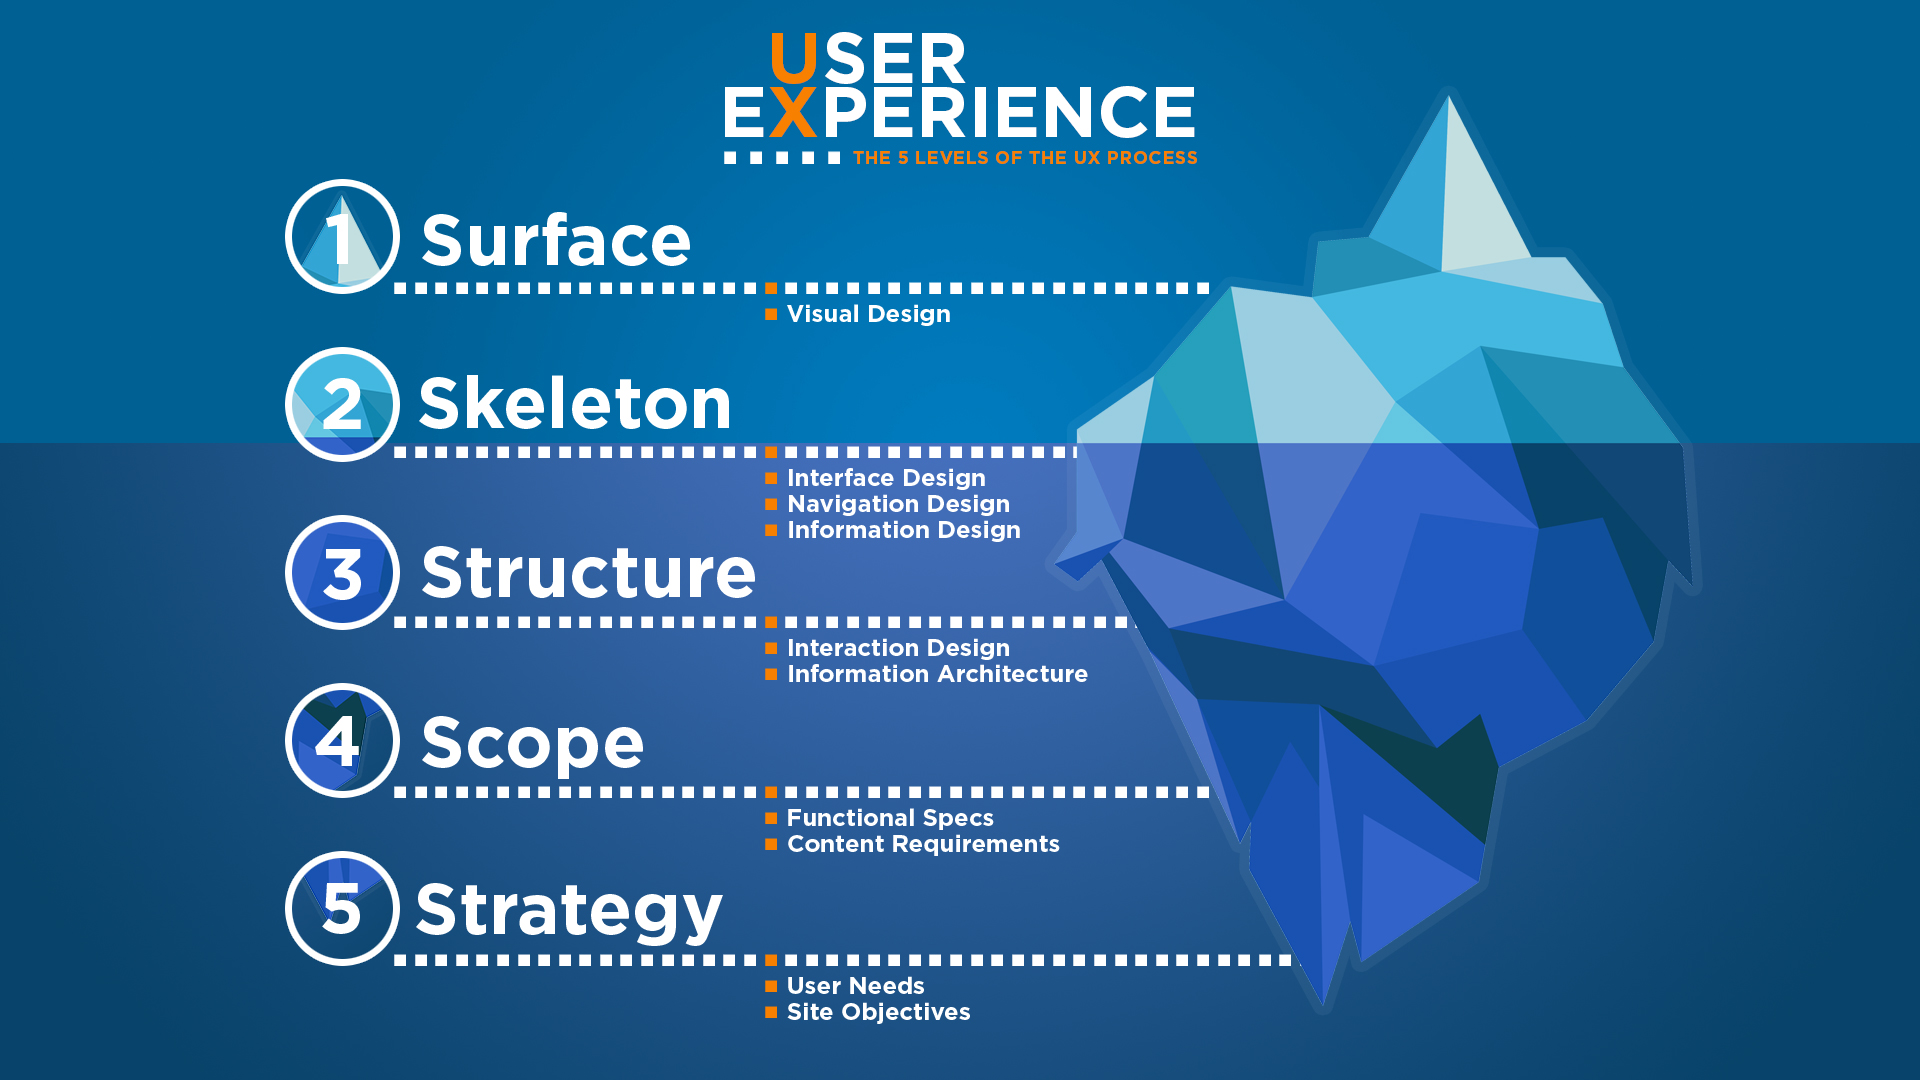 USER
EXPERIENCE
THE 5 LEVELS OF THE UX PROCESS
1 Surface
Visual Design
2 Skeleton
Interface Design
Navigation Design
Information Design
3 Structure
Interaction Design
Information Architecture
4 Scope
Functional Specs
Content Requirements
5 Strategy
User Needs
Site Objectives